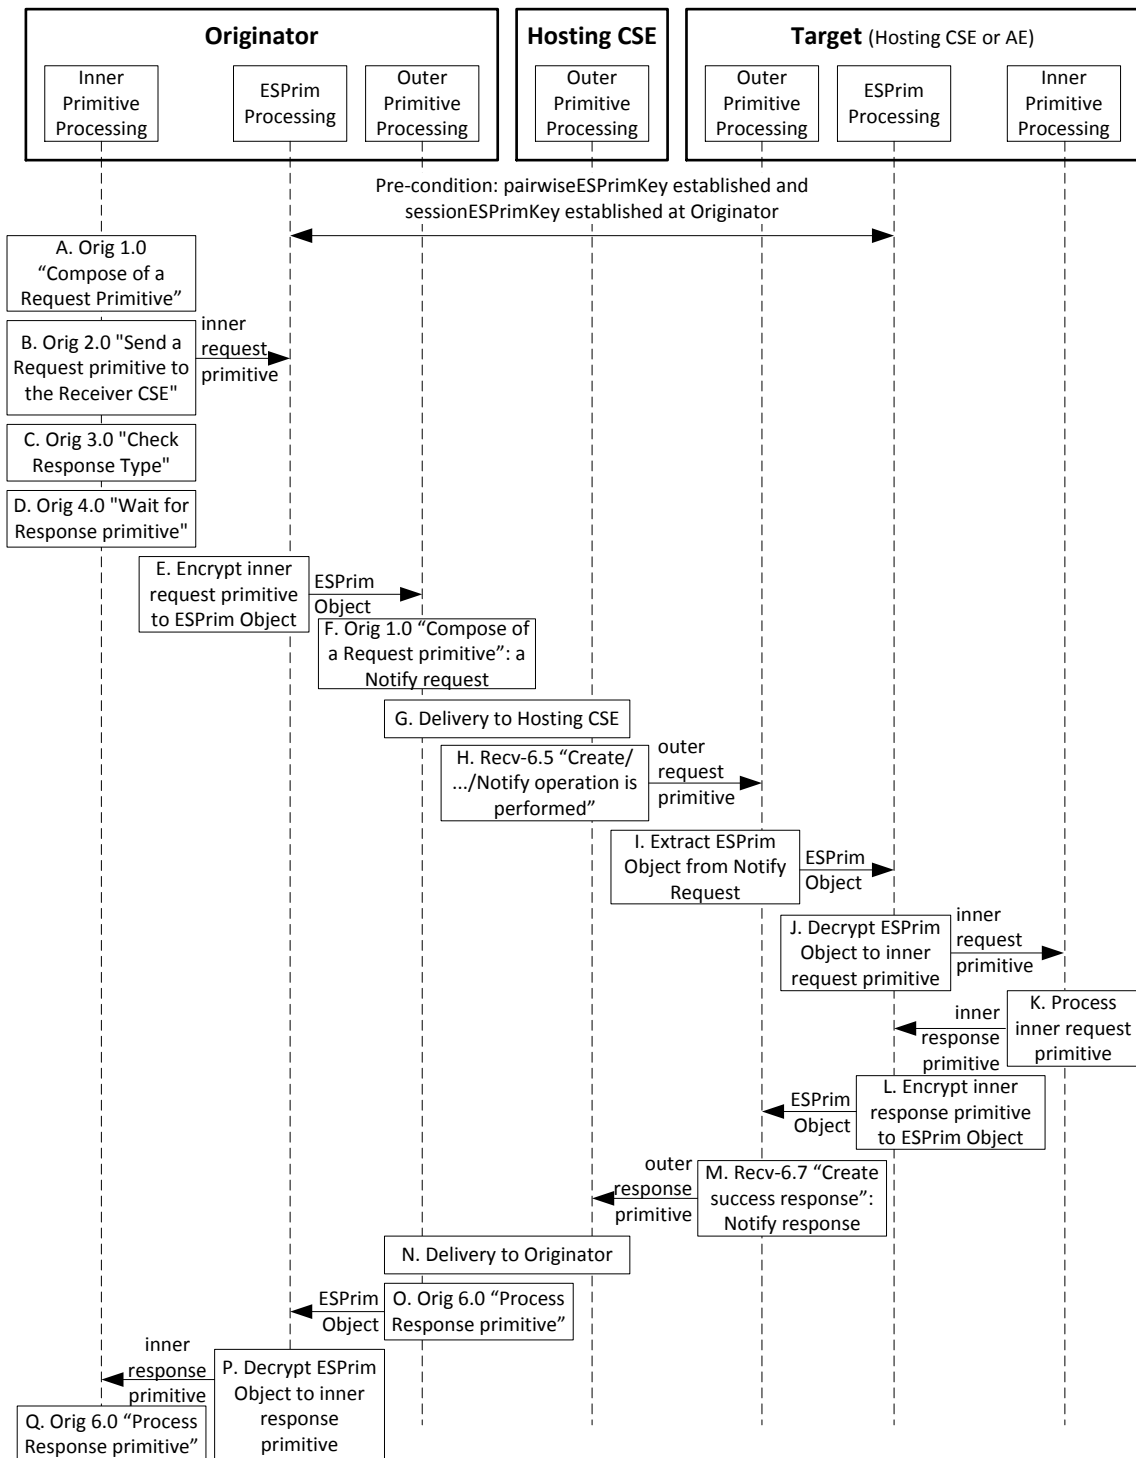 Originator
Hosting CSE
Target (Hosting CSE or AE)
Inner
Primitive
Processing
ESPrim
Processing
Outer
Primitive
Processing
Outer
Primitive
Processing
Outer
Primitive
Processing
ESPrim
Processing
Inner
Primitive
Processing
Pre-condition: pairwiseESPrimKey established and
sessionESPrimKey established at Originator
A. Orig 1.0
“Compose of a
Request Primitive”
B. Orig 2.0 "Send a
Request primitive to
the Receiver CSE"
inner
request
primitive
C. Orig 3.0 "Check
Response Type"
D. Orig 4.0 "Wait for
Response primitive"
E. Encrypt inner
request primitive
to ESPrim Object
ESPrim
Object
F. Orig 1.0 “Compose of
a Request primitive”: a
Notify request
G. Delivery to Hosting CSE
H. Recv-6.5 “Create/
.../Notify operation is
performed”
outer
request
primitive
I. Extract ESPrim
Object from Notify
Request
ESPrim
Object
J. Decrypt ESPrim
Object to inner
request primitive
inner
request
primitive
K. Process
inner request
primitive
inner
response
primitive
L. Encrypt inner
response primitive
to ESPrim Object
ESPrim
Object
M. Recv-6.7 “Create
success response”:
Notify response
outer
response
primitive
N. Delivery to Originator
O. Orig 6.0 “Process
Response primitive”
ESPrim
Object
P. Decrypt ESPrim
Object to inner
response
primitive
inner
response
primitive
Q. Orig 6.0 “Process
Response primitive”